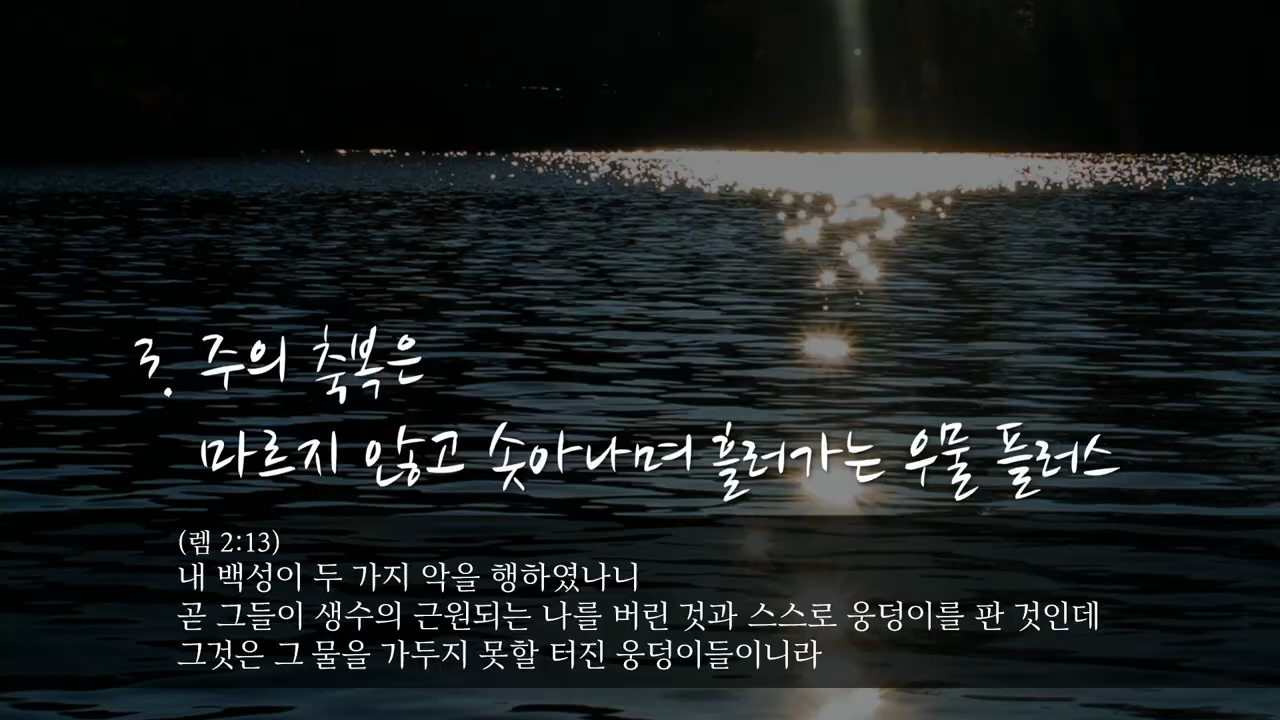 3. 주의 축복은
마르지 않고 솟아나며 흘러가는 우물 플러스
(렘 2:13)
내 백성이 두 가지 악을 행하였나니
곧 그들이 생수의 근원되는 나를 버린 것과 스스로 웅덩이를 판 것인데
그것은 그 물을 가두지 못할 터진 웅덩이들이니라